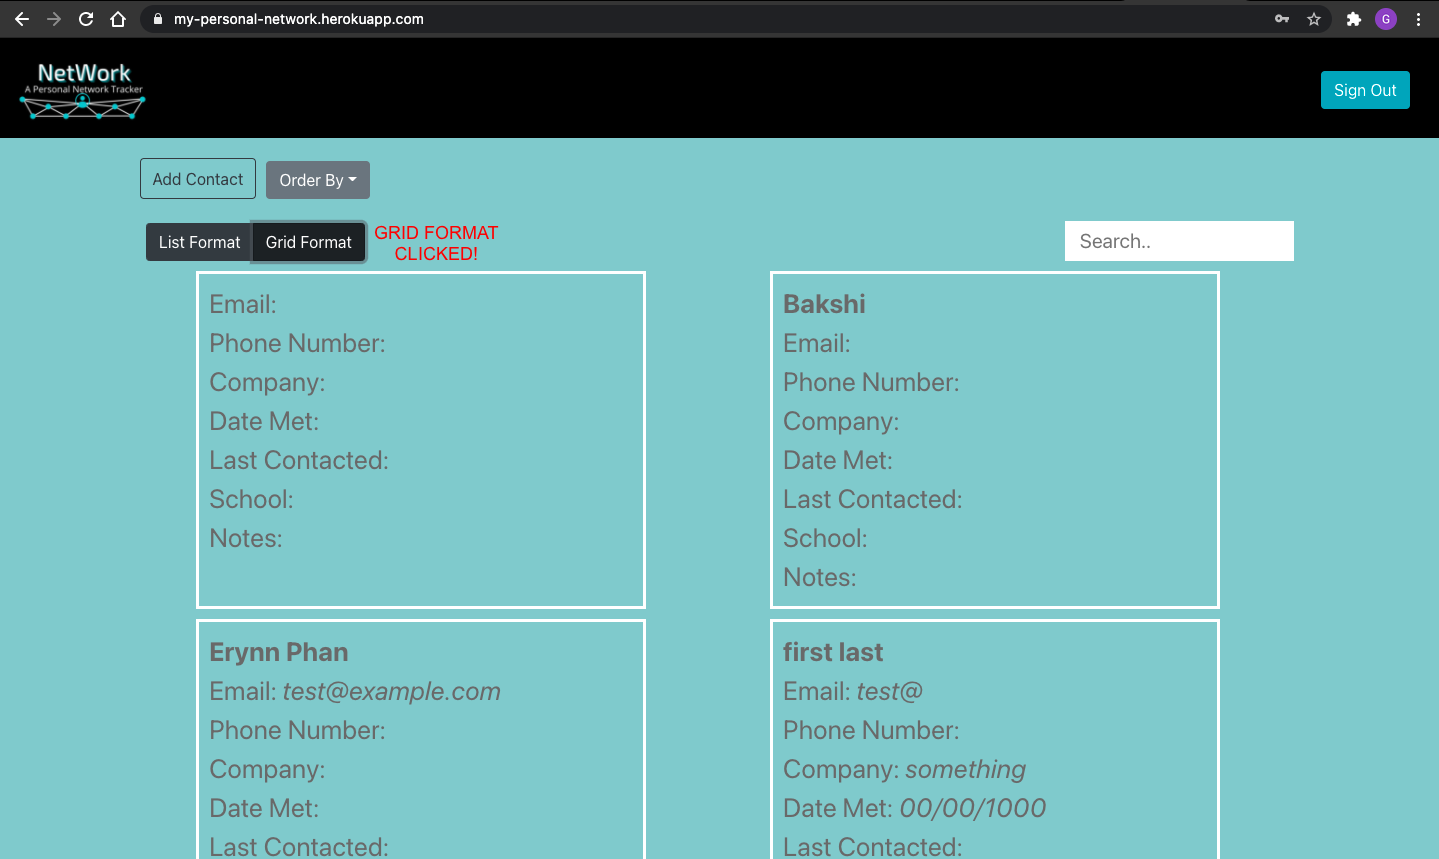 my-personal-network.herokuapp.com
G
NetWork
A Personal Network Tracker
Sign Out
Add Contact
Order By
List Format
Grid Format
GRID FORMAT
CLICKED!
Search..
Email:
Phone Number:
Company:
Date Met:
Last Contacted:
School:
Notes:
Bakshi
Email:
Phone Number:
Company:
Date Met:
Last Contacted:
School:
Notes:
Erynn Phan
Email: test@example.com
Phone Number:
Company:
Date Met:
Last Contacted:
first last
Email: test@
Phone Number:
Company: something
Date Met: 00/00/1000
Last Contacted: